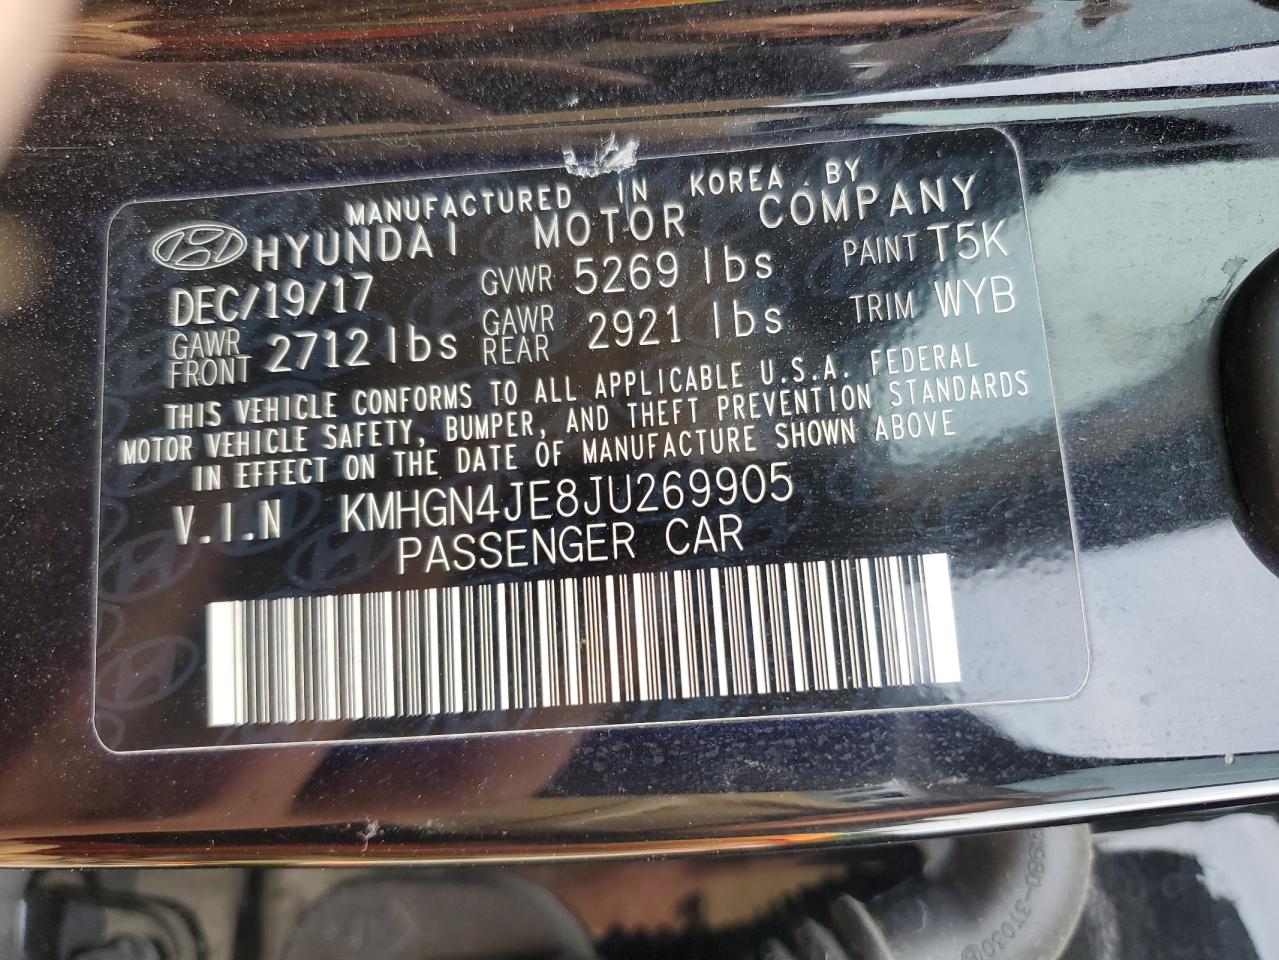 MANUFACTURED IN KOREA BY
HYUNDAI MOTOR COMPANY
DEC/19/17 GVWR 5269 lbs PAINT T5K
GAWR FRONT 2712 lbs GAWR REAR 2921 lbs TRIM WYB
THIS VEHICLE CONFORMS TO ALL APPLICABLE U.S.A. FEDERAL
MOTOR VEHICLE SAFETY, BUMPER, AND THEFT PREVENTION STANDARDS
IN EFFECT ON THE DATE OF MANUFACTURE SHOWN ABOVE
V.I.N KMHGN4JE8JU269905
PASSENGER CAR